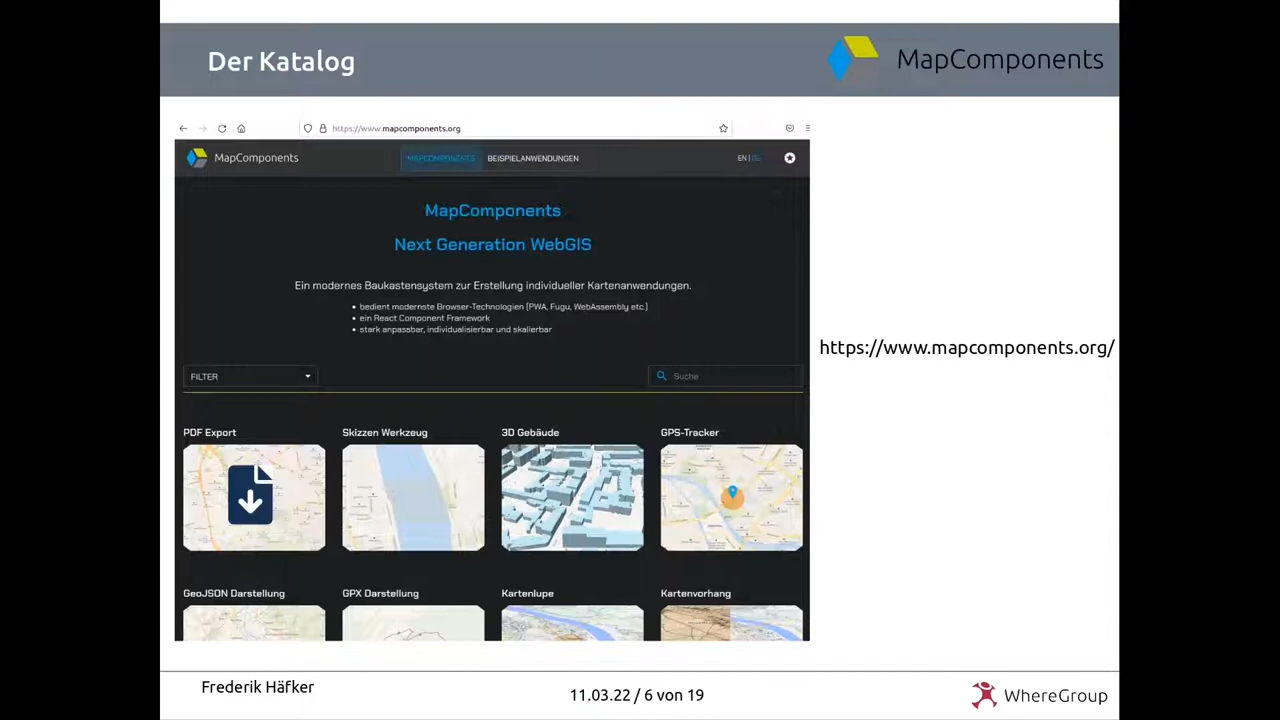 Der Katalog
MapComponents
https://www.mapcomponents.org
MapComponents
MAPCOMPONENTS
BEISPIELANWENDUNGEN
EN | DE
MapComponents
Next Generation WebGIS
Ein modernes Baukastensystem zur Erstellung individueller Kartenanwendungen.
• bedient modernste Browser-Technologien (PWA, Fugu, WebAssembly etc.)
• ein React Component Framework
• stark anpassbar, individualisierbar und skalierbar
https://www.mapcomponents.org/
FILTER
Suche
PDF Export
Skizzen Werkzeug
3D Gebäude
GPS-Tracker
GeoJSON Darstellung
GPX Darstellung
Kartenlupe
Kartenvorhang
Frederik Häfker
11.03.22 / 6 von 19
WhereGroup